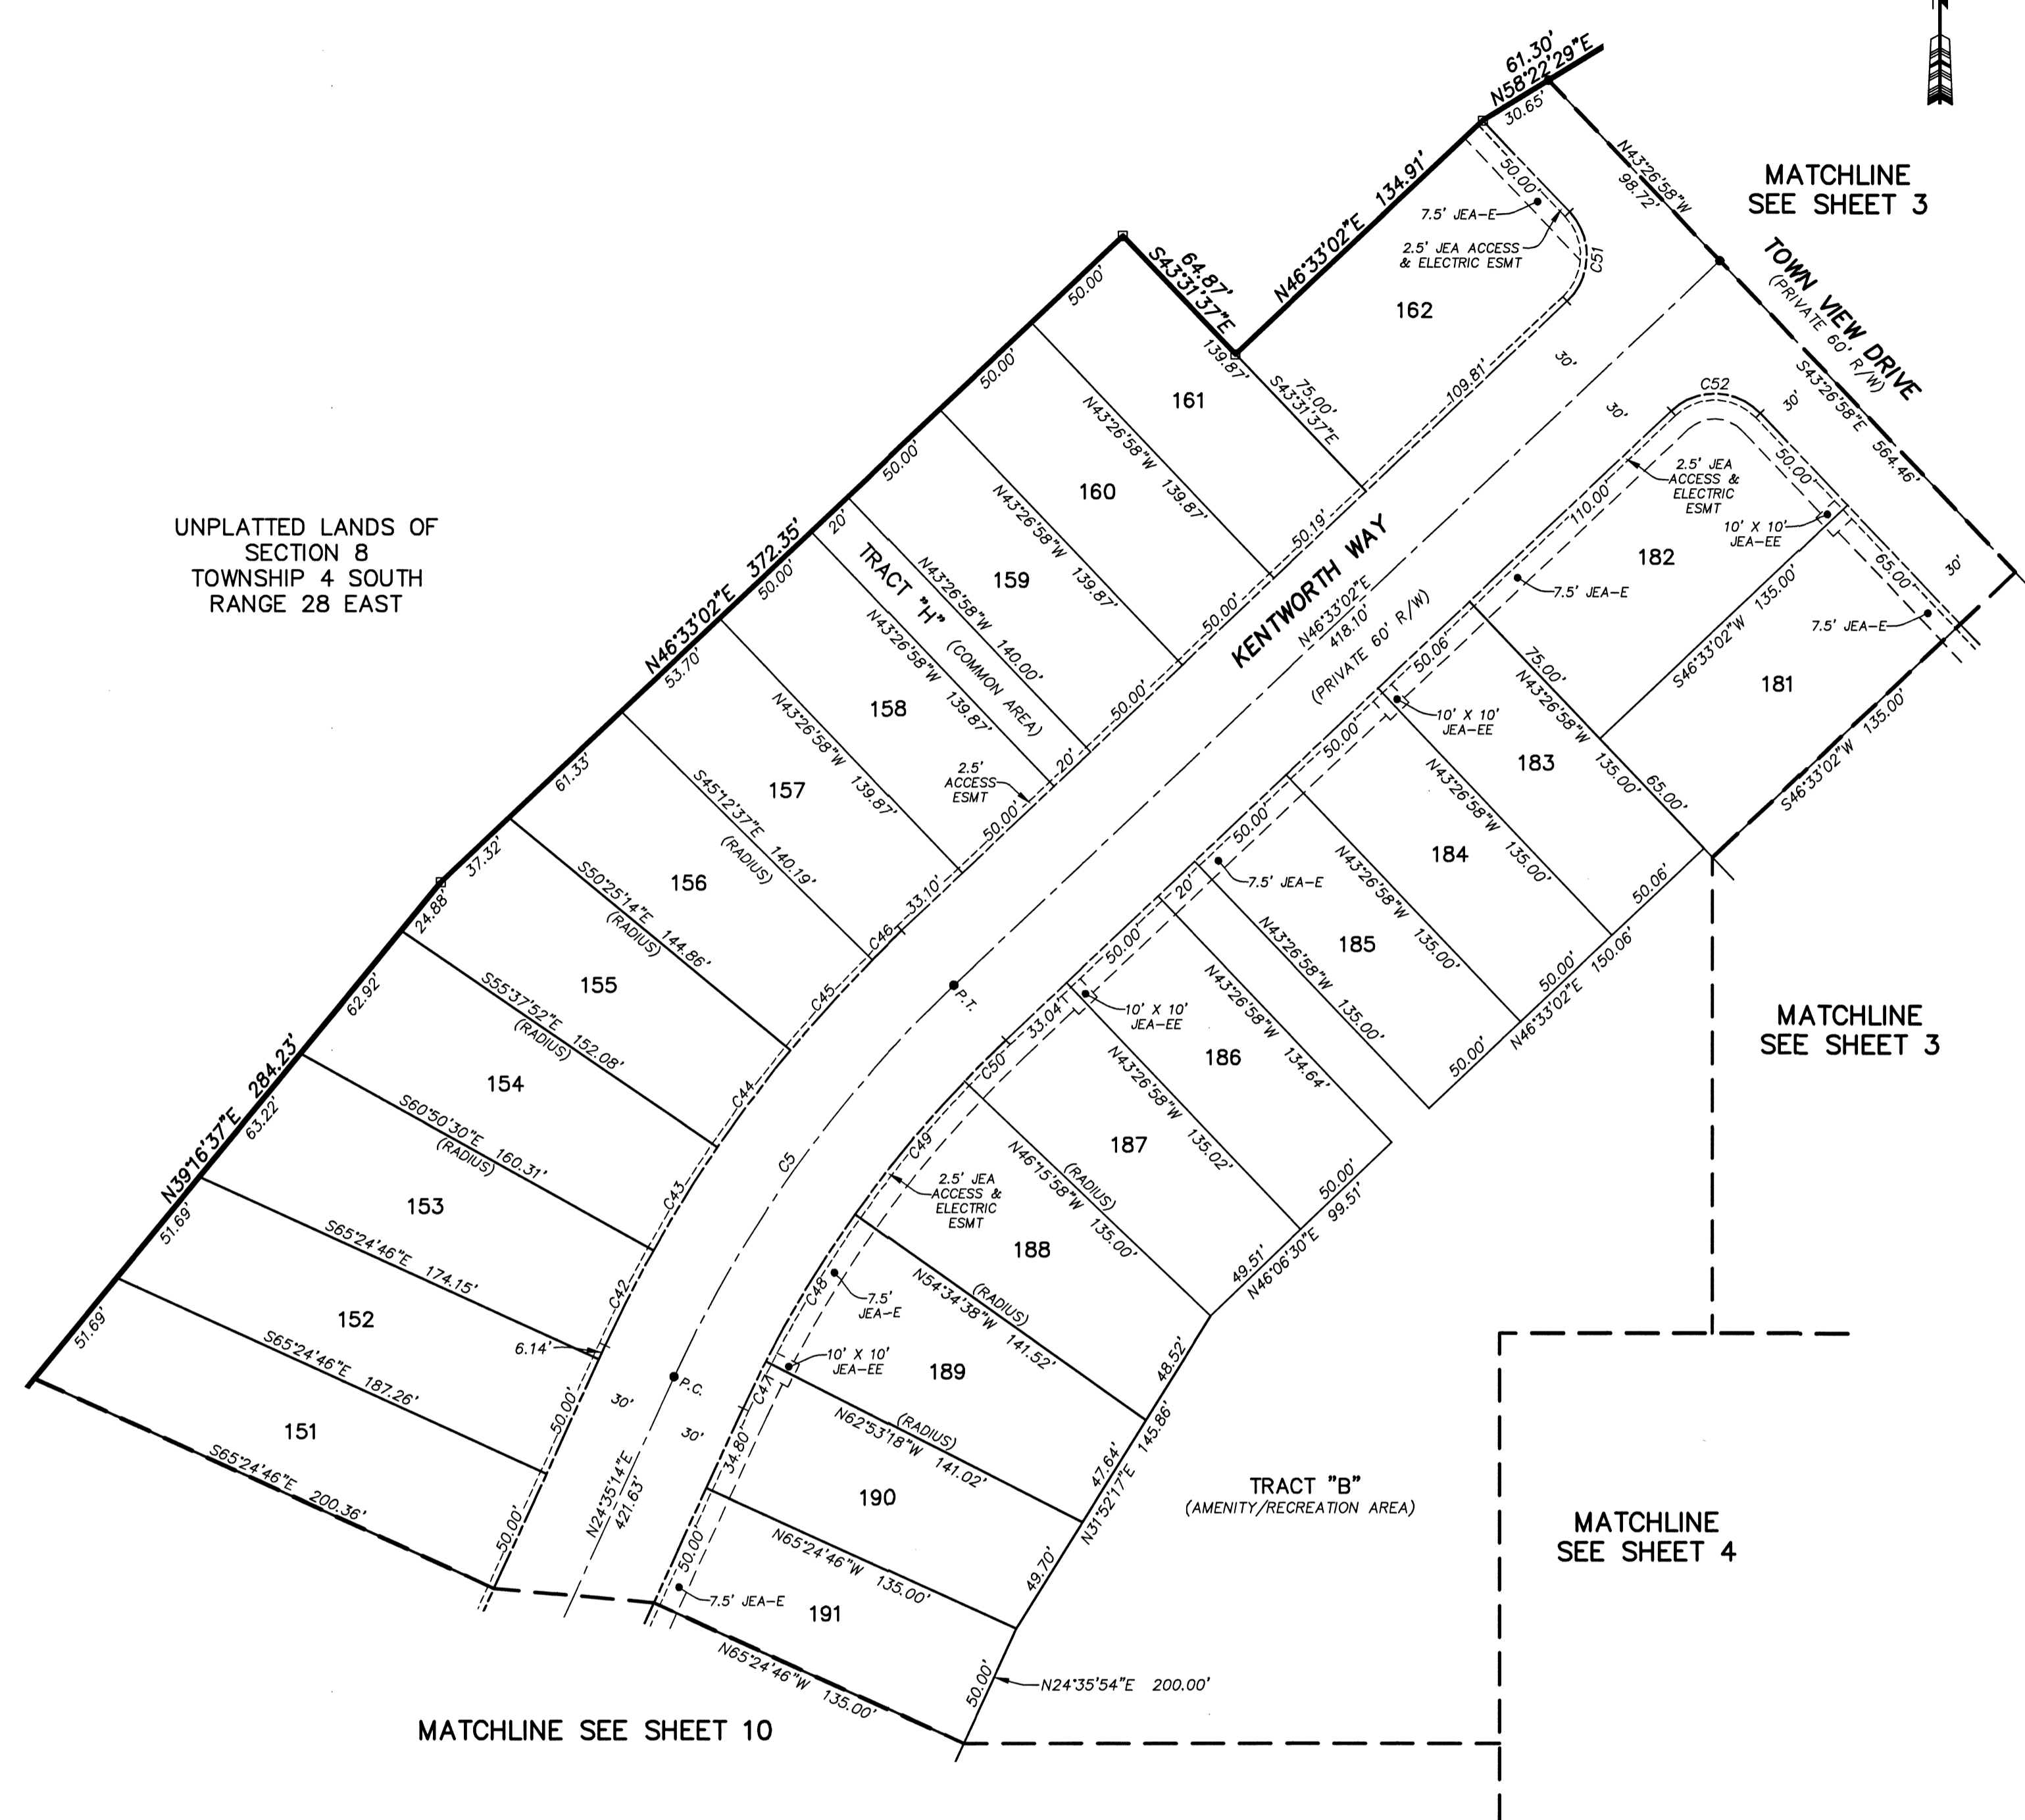 61.30'
N58°22'29"E
30.65'
N43°26'58"W
98.72'
MATCHLINE
SEE SHEET 3
TOWN VIEW DRIVE
(PRIVATE 60' R/W)
S43°26'58"E 564.46'
N46°33'02"E 134.91'
50.00'
7.5' JEA-E
2.5' JEA ACCESS
& ELECTRIC ESMT
C51
162
109.81'
64.87'
S43°31'37"E
139.87'
75.00'
S43°31'37"E
50.00'
161
N43°26'58"W 139.87'
50.19'
50.00'
160
N43°26'58"W 139.87'
50.00'
50.00'
159
N43°26'58"W 140.00'
50.00'
20'
TRACT "H"
(COMMON AREA)
20'
N46°33'02"E 372.35'
50.00'
158
N43°26'58"W 139.87'
2.5'
ACCESS
ESMT
50.00'
53.70'
157
N43°26'58"W 139.87'
33.10'
C46
61.33'
156
S45°12'37"E 140.19'
(RADIUS)
C45
37.32'
24.88'
155
S50°25'14"E 144.86'
(RADIUS)
C44
62.92'
154
S55°37'52"E 152.08'
(RADIUS)
C43
N39°16'37"E 284.23'
63.22'
153
S60°50'30"E 160.31'
(RADIUS)
C42
51.69'
152
S65°24'46"E 174.15'
6.14'
50.00'
51.69'
151
S65°24'46"E 187.26'
50.00'
S65°24'46"E 200.36'
UNPLATTED LANDS OF
SECTION 8
TOWNSHIP 4 SOUTH
RANGE 28 EAST
KENTWORTH WAY
N46°33'02"E
418.10'
(PRIVATE 60' R/W)
30'
30'
P.T.
C5
P.C.
30'
30'
N24°35'14"E
421.63'
C52
30'
50.00'
2.5' JEA
ACCESS &
ELECTRIC
ESMT
10' X 10'
JEA-EE
110.00'
182
7.5' JEA-E
S46°33'02"W 135.00'
65.00'
30'
7.5' JEA-E
181
S46°33'02"W 135.00'
75.00'
N43°26'58"W 135.00'
65.00'
50.06'
10' X 10'
JEA-EE
183
50.06'
50.00'
N43°26'58"W 135.00'
184
50.00'
N46°33'02"E 150.06'
50.00'
7.5' JEA-E
N43°26'58"W 135.00'
185
50.00'
20'
N43°26'58"W 135.00'
50.00'
10' X 10'
JEA-EE
N43°26'58"W 134.64'
186
50.00'
N46°06'30"E 99.51'
33.04'
C50
N43°26'58"W 135.02'
187
49.51'
C49
2.5' JEA
ACCESS &
ELECTRIC
ESMT
(RADIUS)
N46°15'58"W 135.00'
188
48.52'
C48
7.5'
JEA-E
(RADIUS)
N54°34'38"W 141.52'
189
47.64'
N31°52'17"E 145.86'
10' X 10'
JEA-EE
C47
(RADIUS)
N62°53'18"W 141.02'
34.80'
190
49.70'
N65°24'46"W 135.00'
50.00'
7.5' JEA-E
191
50.00'
N24°35'54"E 200.00'
N65°24'46"W 135.00'
TRACT "B"
(AMENITY/RECREATION AREA)
MATCHLINE
SEE SHEET 3
MATCHLINE
SEE SHEET 4
MATCHLINE SEE SHEET 10